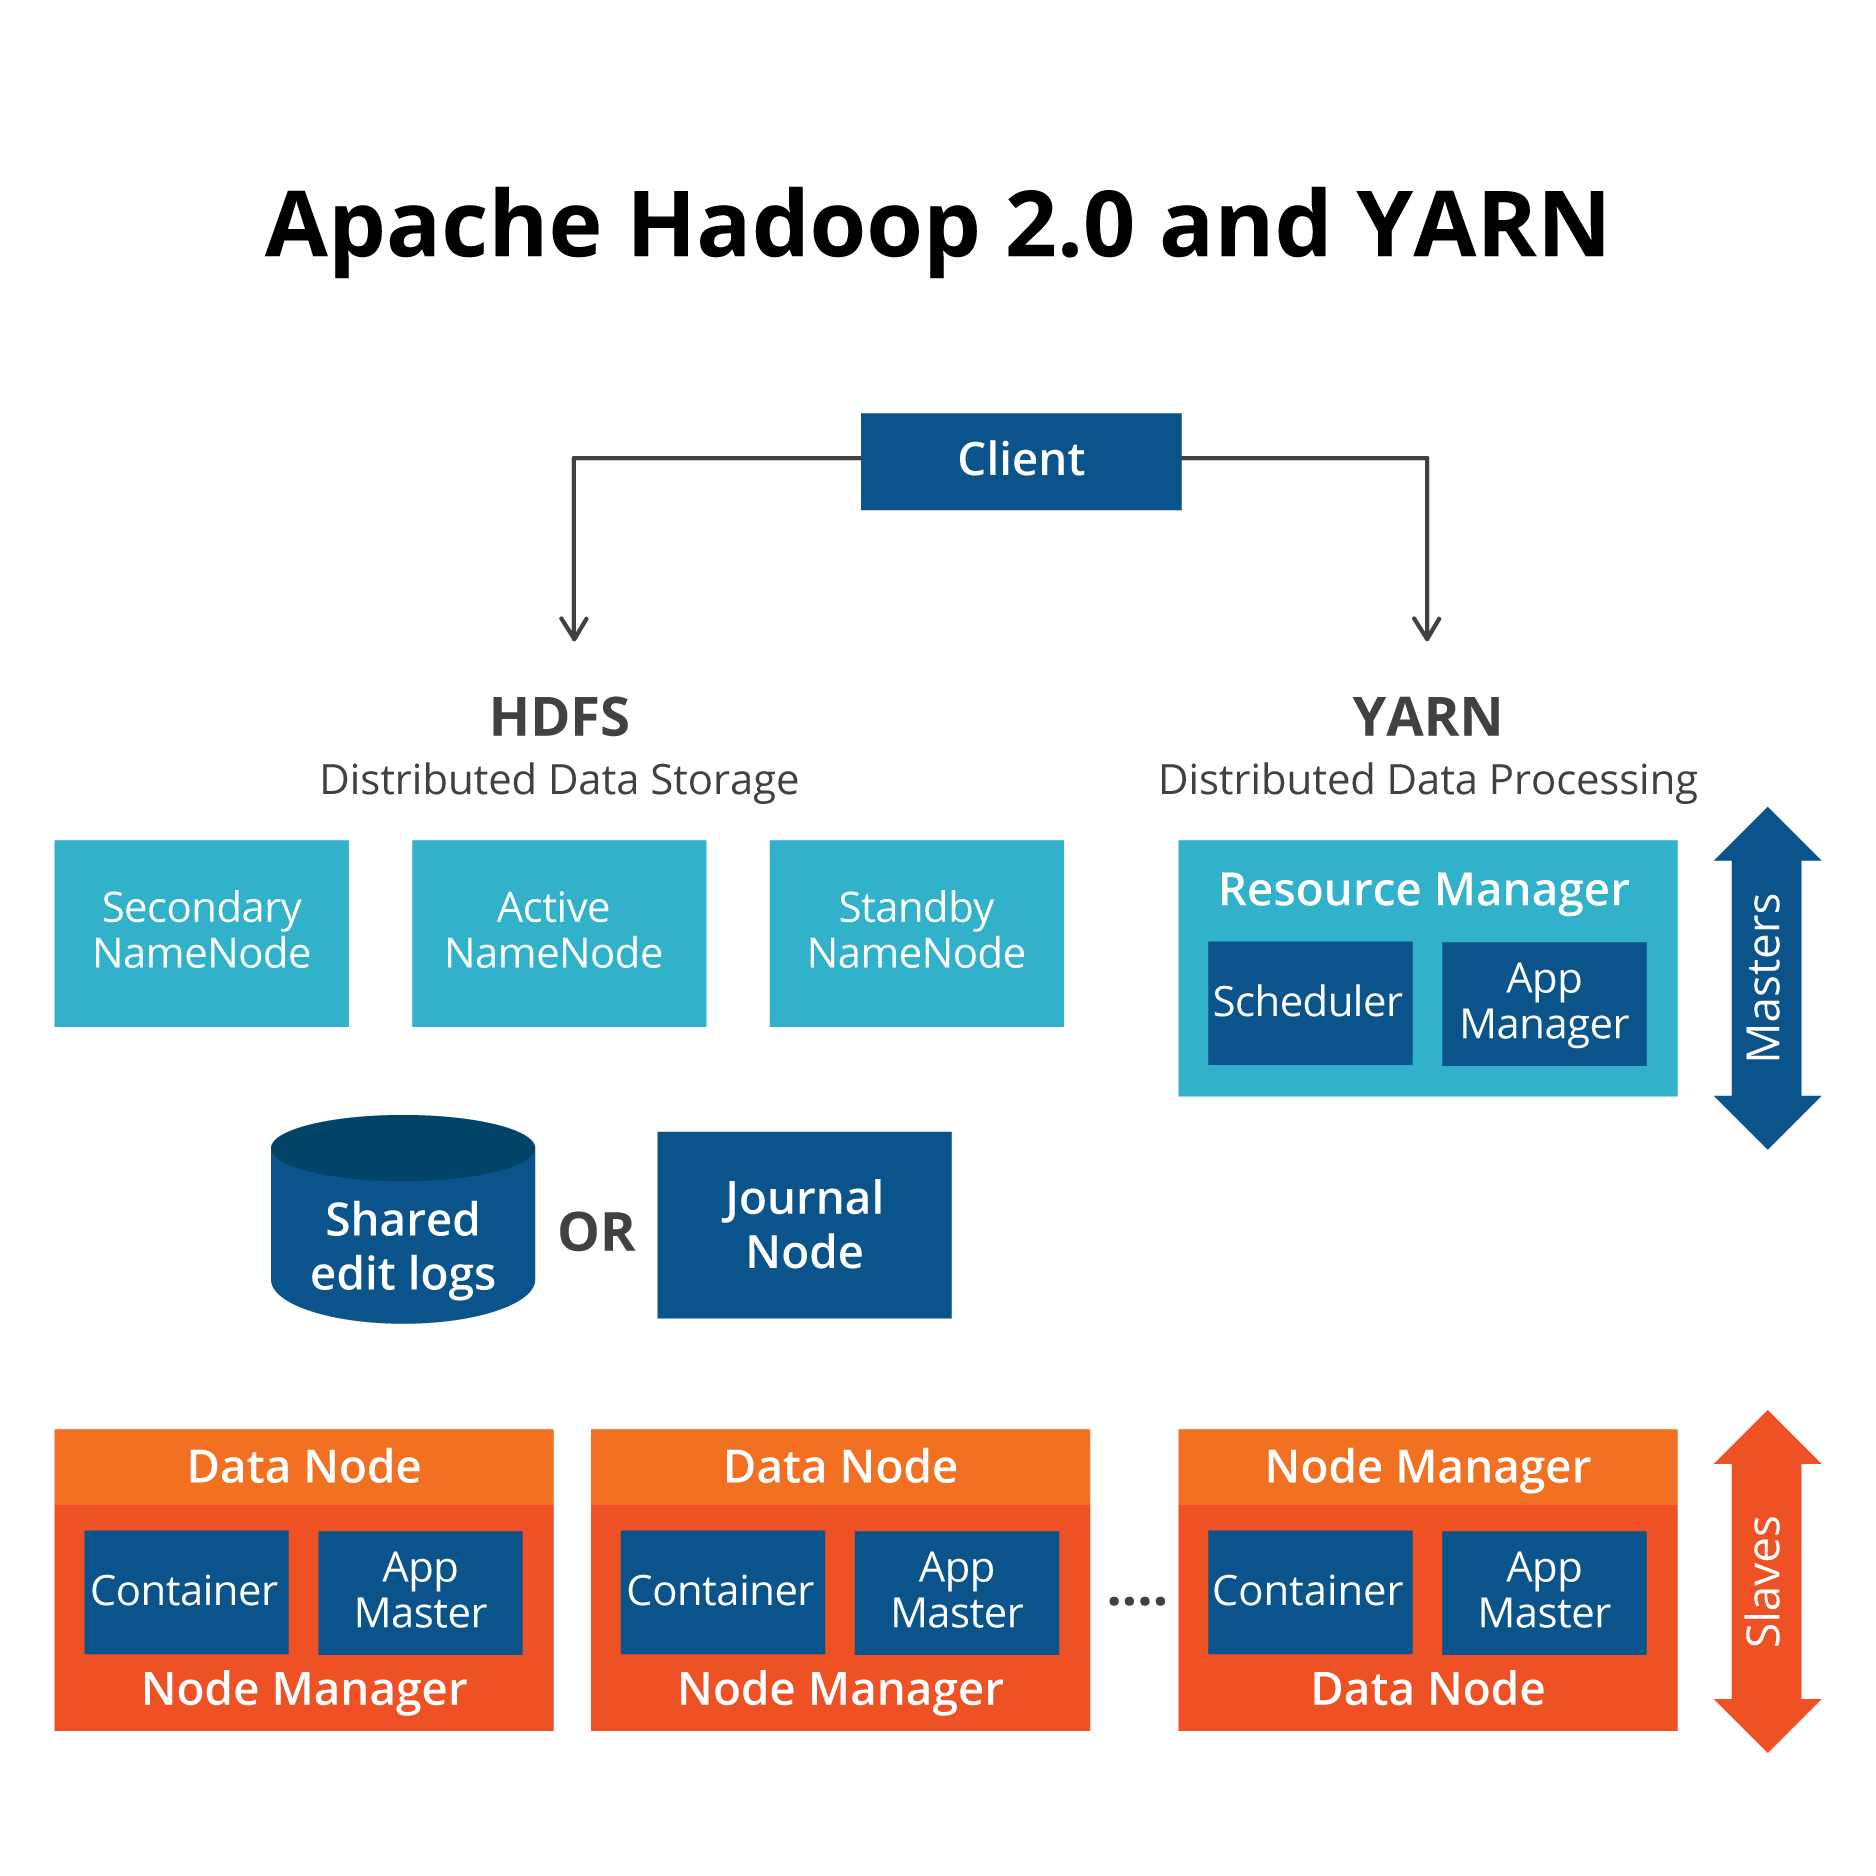 Apache Hadoop 2.0 and YARN
Client
HDFS
Distributed Data Storage
YARN
Distributed Data Processing
Secondary
NameNode
Active
NameNode
Standby
NameNode
Resource Manager
Scheduler
App
Manager
Masters
Shared
edit logs
OR
Journal
Node
Data Node
Container
App
Master
Node Manager
Data Node
Container
App
Master
Node Manager
....
Node Manager
Container
App
Master
Data Node
Slaves